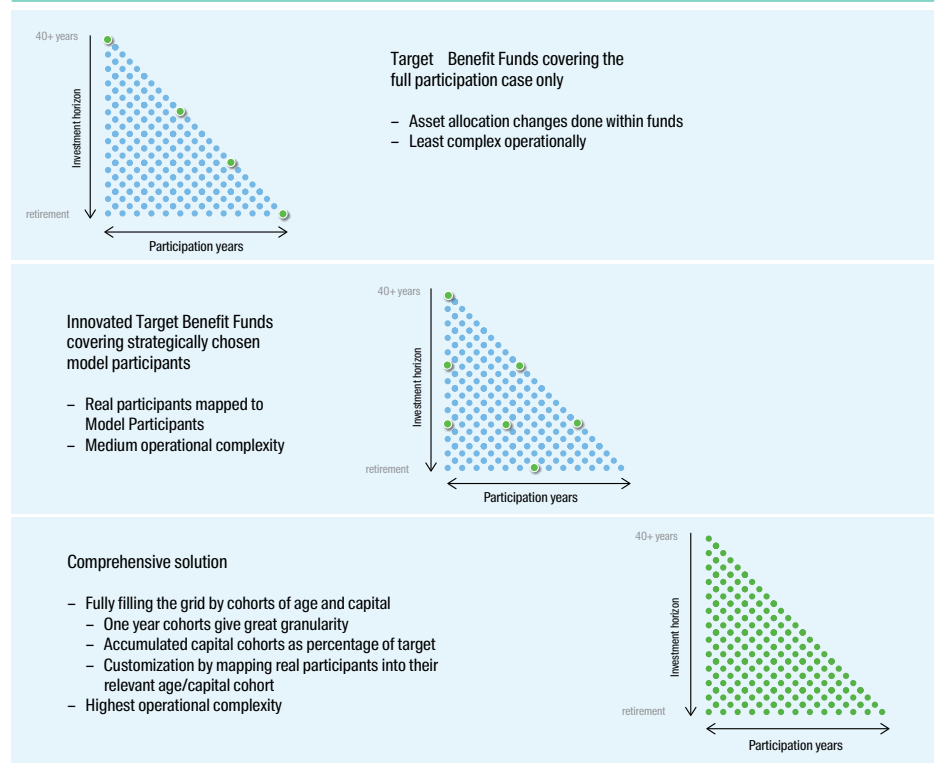 40+ years
Investment horizon
retirement
Participation years
Target Benefit Funds covering the
full participation case only
– Asset allocation changes done within funds
– Least complex operationally
Innovated Target Benefit Funds
covering strategically chosen
model participants
– Real participants mapped to
Model Participants
– Medium operational complexity
40+ years
Investment horizon
retirement
Participation years
Comprehensive solution
– Fully filling the grid by cohorts of age and capital
– One year cohorts give great granularity
– Accumulated capital cohorts as percentage of target
– Customization by mapping real participants into their
relevant age/capital cohort
– Highest operational complexity
40+ years
Investment horizon
retirement
Participation years